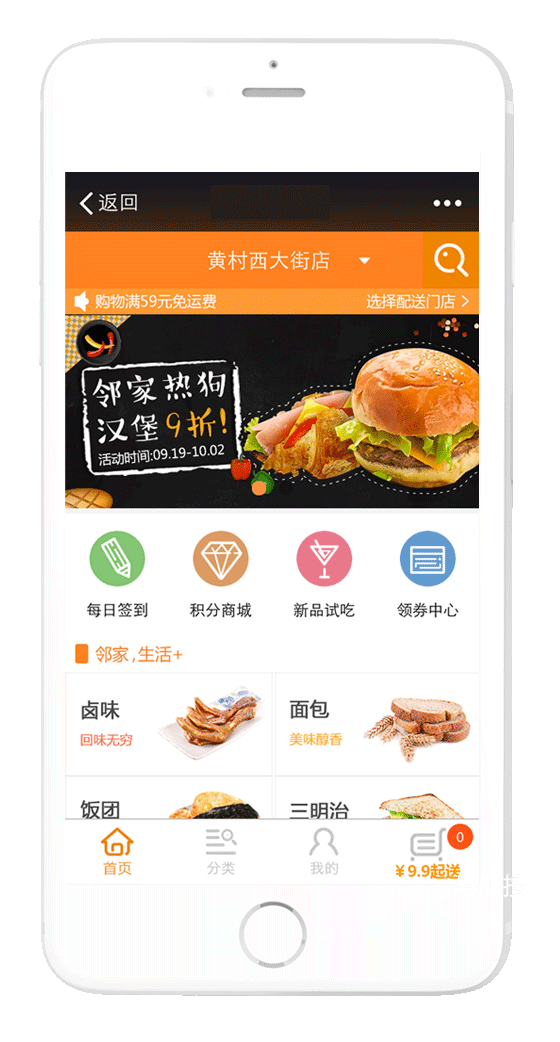 返回
黄村西大街店
购物满59元免运费
选择配送门店
邻家热狗
汉堡9折!
活动时间:09.19-10.02
每日签到
积分商城
新品试吃
领券中心
邻家,生活+
卤味
面包
回味无穷
美味醇香
饭团
三明治
0
首页
分类
我的
¥9.9起送